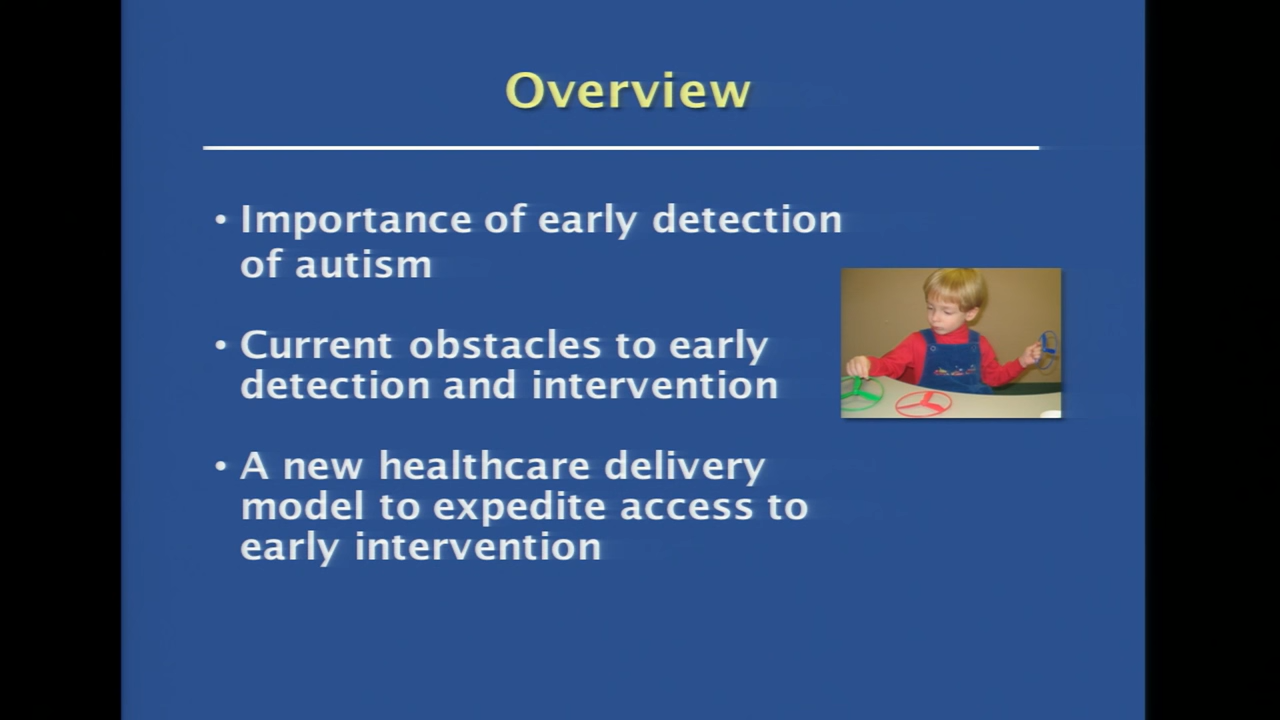 Overview
• Importance of early detection
of autism
• Current obstacles to early
detection and intervention
• A new healthcare delivery
model to expedite access to
early intervention